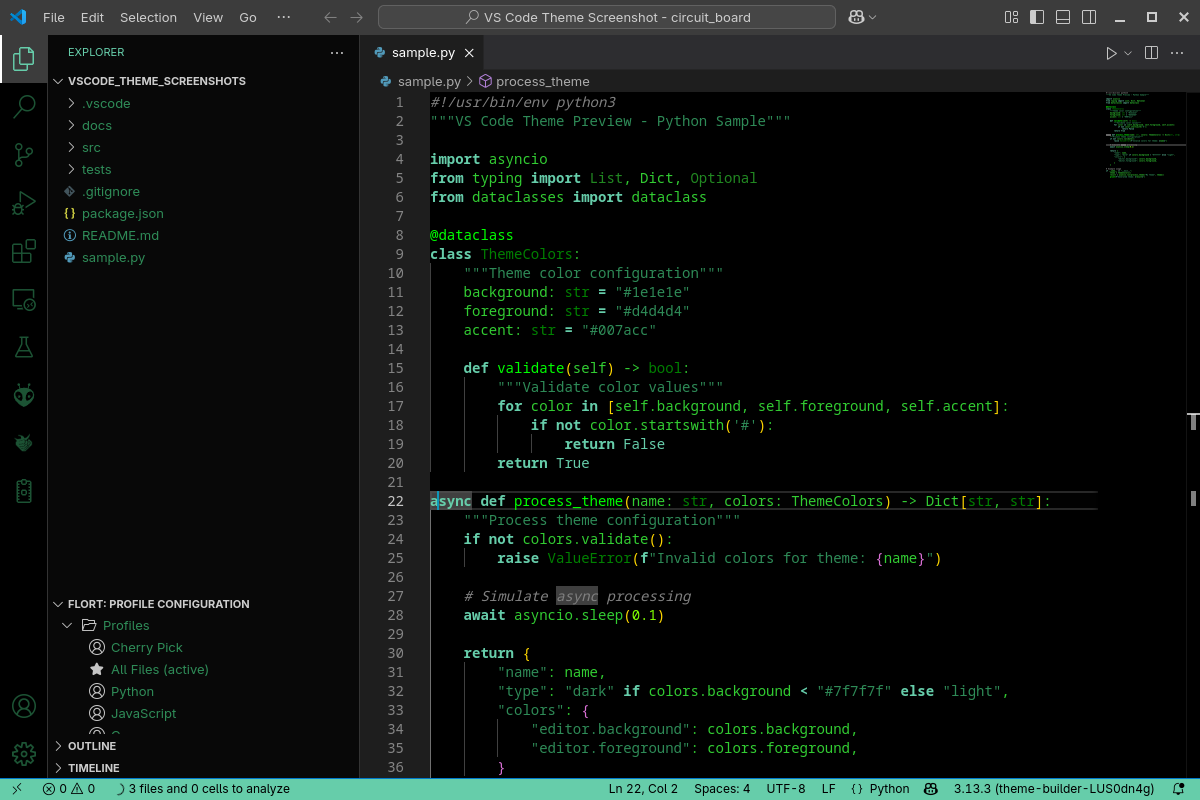 File Edit Selection View Go ··· VS Code Theme Screenshot - circuit_board
EXPLORER
VSCODE_THEME_SCREENSHOTS
.vscode
docs
src
tests
.gitignore
package.json
README.md
sample.py
FLORT: PROFILE CONFIGURATION
Profiles
Cherry Pick
All Files (active)
Python
JavaScript
OUTLINE
TIMELINE
sample.py
sample.py > process_theme
1 #!/usr/bin/env python3
2 """VS Code Theme Preview - Python Sample"""
3
4 import asyncio
5 from typing import List, Dict, Optional
6 from dataclasses import dataclass
7
8 @dataclass
9 class ThemeColors:
10 """Theme color configuration"""
11 background: str = "#1e1e1e"
12 foreground: str = "#d4d4d4"
13 accent: str = "#007acc"
14
15 def validate(self) -> bool:
16 """Validate color values"""
17 for color in [self.background, self.foreground, self.accent]:
18 if not color.startswith('#'):
19 return False
20 return True
21
22 async def process_theme(name: str, colors: ThemeColors) -> Dict[str, str]:
23 """Process theme configuration"""
24 if not colors.validate():
25 raise ValueError(f"Invalid colors for theme: {name}")
26
27 # Simulate async processing
28 await asyncio.sleep(0.1)
29
30 return {
31 "name": name,
32 "type": "dark" if colors.background < "#7f7f7f" else "light",
33 "colors": {
34 "editor.background": colors.background,
35 "editor.foreground": colors.foreground,
36 }
0 0 3 files and 0 cells to analyze Ln 22, Col 2 Spaces: 4 UTF-8 LF {} Python 3.13.3 (theme-builder-LUS0dn4g)